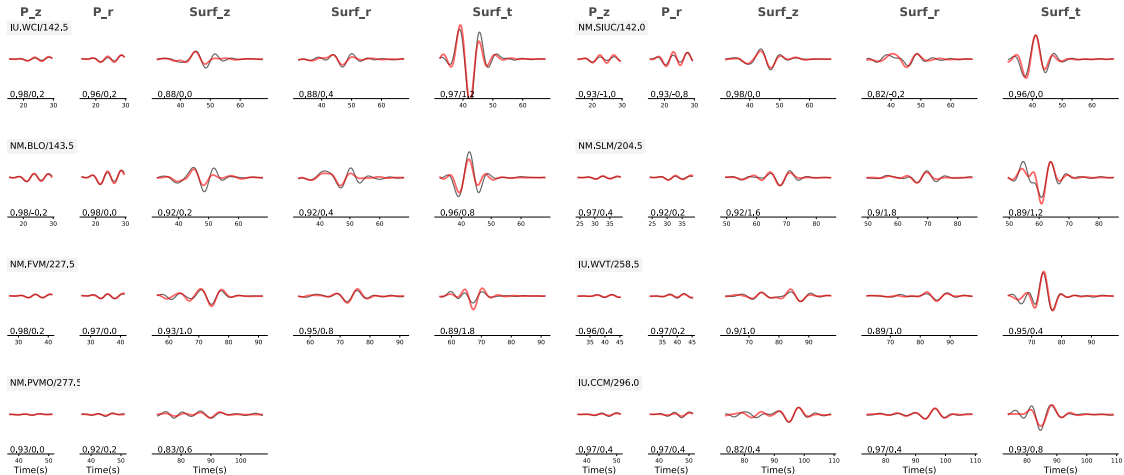 P_z P_r Surf_z Surf_r Surf_t P_z P_r Surf_z Surf_r Surf_t
IU.WCI/142.5 NM.SIUC/142.0
0.98/0.2 0.96/0.2 0.88/0.0 0.88/0.4 0.97/1.2 0.93/-1.0 0.93/-0.8 0.98/0.0 0.82/-0.2 0.96/0.0
20 30 20 30 40 50 60 40 50 60 40 50 60 20 30 20 30 40 50 60 40 50 60 40 50 60
NM.BLO/143.5 NM.SLM/204.5
0.98/-0.2 0.98/0.0 0.92/0.2 0.92/0.4 0.96/0.8 0.97/0.4 0.92/0.2 0.92/1.6 0.9/1.8 0.89/1.2
20 30 20 30 40 50 60 40 50 60 40 50 60 25 30 35 25 30 35 50 60 70 80 50 60 70 80 50 60 70 80
NM.FVM/227.5 IU.WVT/258.5
0.98/0.2 0.97/0.0 0.93/1.0 0.95/0.8 0.89/1.8 0.96/0.4 0.97/0.2 0.9/1.0 0.89/1.0 0.95/0.4
30 40 30 40 60 70 80 90 60 70 80 90 60 70 80 90 35 40 45 35 40 45 70 80 90 70 80 90 70 80 90
NM.PVMO/277.5 IU.CCM/296.0
0.93/0.0 0.92/0.2 0.83/0.6 0.97/0.4 0.97/0.4 0.82/0.4 0.97/0.4 0.93/0.8
40 50 40 50 80 90 100 40 50 40 50 80 90 100 110 80 90 100 110 80 90 100 110
Time(s) Time(s) Time(s) Time(s) Time(s) Time(s) Time(s) Time(s)